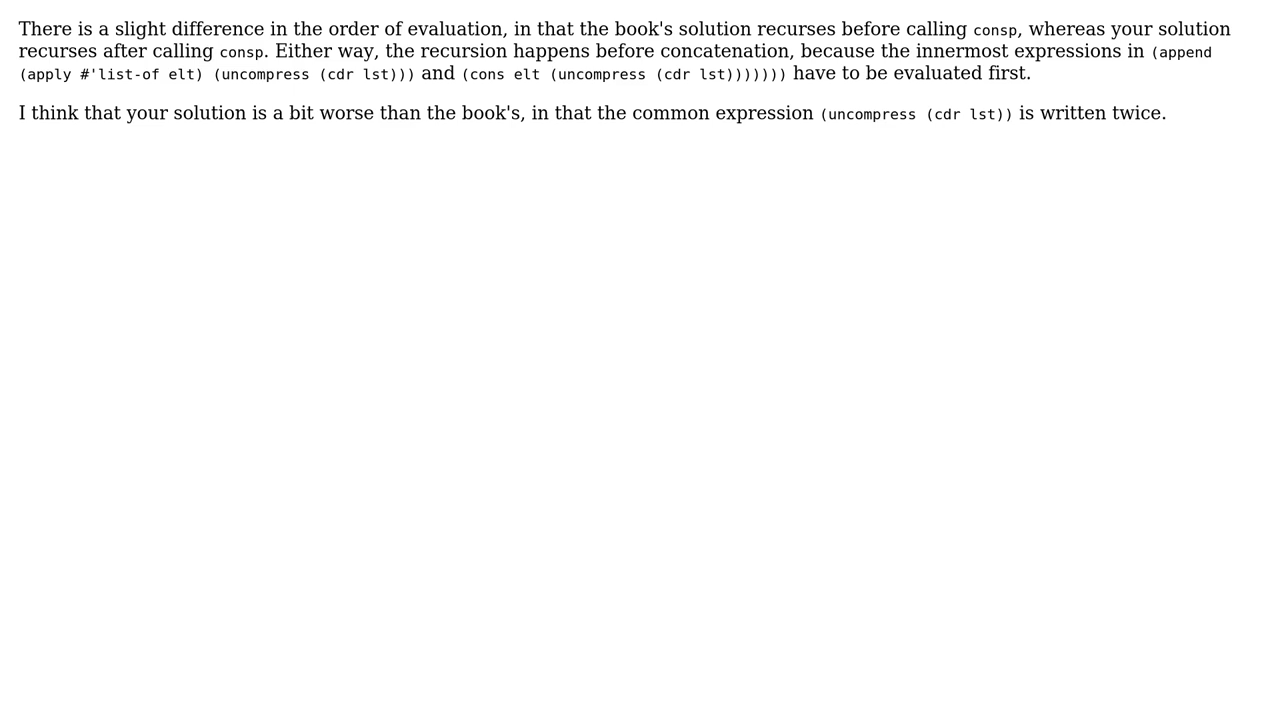 There is a slight difference in the order of evaluation, in that the book's solution recurses before calling consp, whereas your solution
recurses after calling consp. Either way, the recursion happens before concatenation, because the innermost expressions in (append
(apply #'list-of elt) (uncompress (cdr lst))) and (cons elt (uncompress (cdr lst))))))) have to be evaluated first.
I think that your solution is a bit worse than the book's, in that the common expression (uncompress (cdr lst)) is written twice.